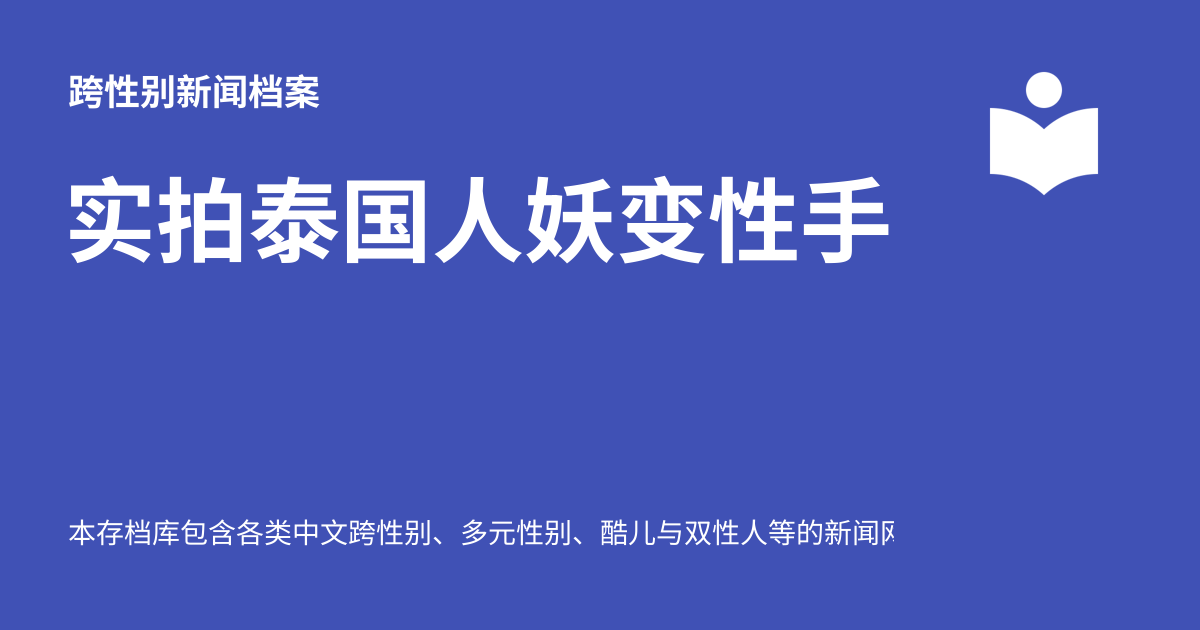 跨性别新闻档案
实拍泰国人妖变性手
本存档库包含各类中文跨性别、多元性别、酷儿与双性人等的新闻